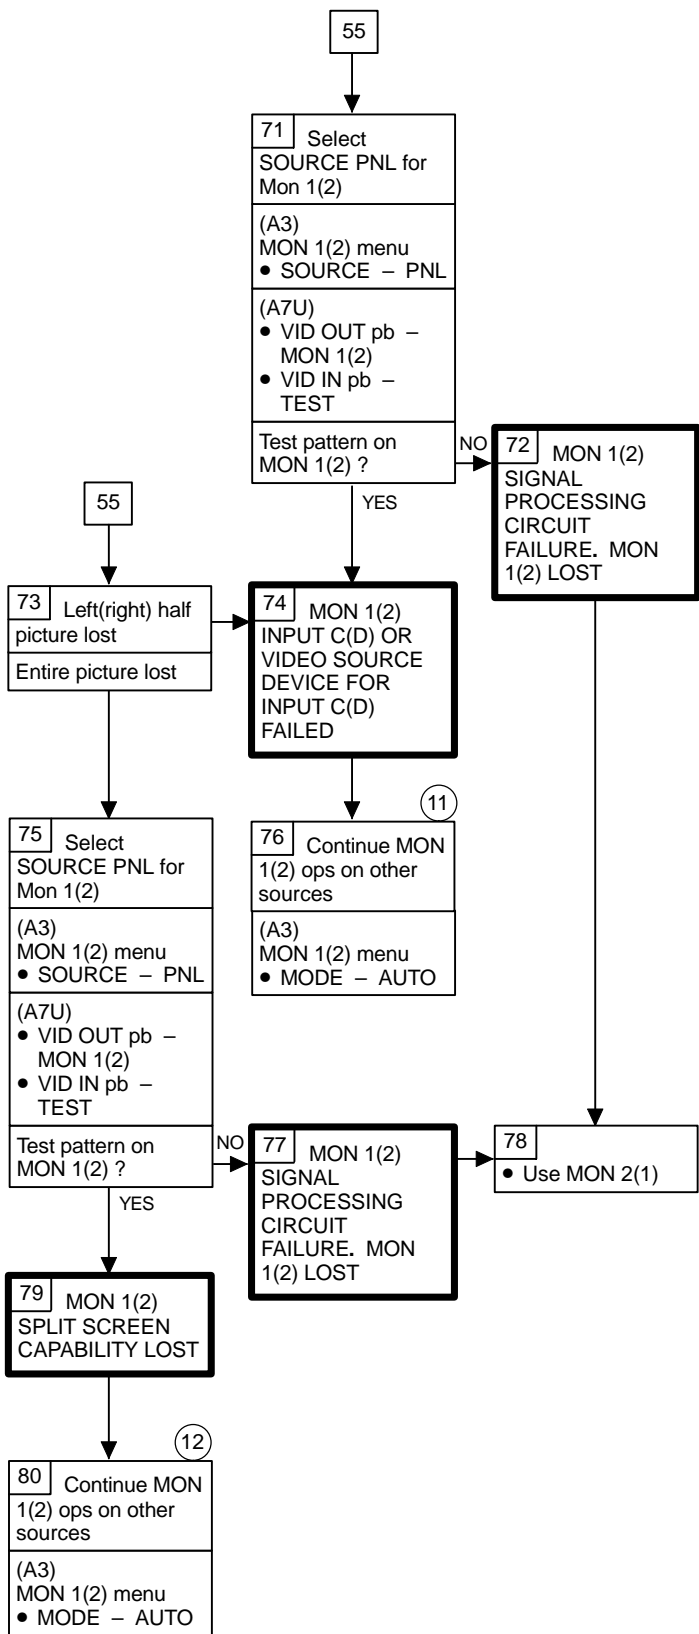 55
71 Select
SOURCE PNL for
Mon 1(2)
(A3)
MON 1(2) menu
• SOURCE – PNL
(A7U)
• VID OUT pb –
MON 1(2)
• VID IN pb –
TEST
Test pattern on
MON 1(2) ?
NO
YES
72 MON 1(2)
SIGNAL
PROCESSING
CIRCUIT
FAILURE. MON
1(2) LOST
55
73 Left(right) half
picture lost
Entire picture lost
74 MON 1(2)
INPUT C(D) OR
VIDEO SOURCE
DEVICE FOR
INPUT C(D)
FAILED
75 Select
SOURCE PNL for
Mon 1(2)
(A3)
MON 1(2) menu
• SOURCE – PNL
(A7U)
• VID OUT pb –
MON 1(2)
• VID IN pb –
TEST
Test pattern on
MON 1(2) ?
NO
YES
11
76 Continue MON
1(2) ops on other
sources
(A3)
MON 1(2) menu
• MODE – AUTO
77 MON 1(2)
SIGNAL
PROCESSING
CIRCUIT
FAILURE. MON
1(2) LOST
78
• Use MON 2(1)
79 MON 1(2)
SPLIT SCREEN
CAPABILITY LOST
12
80 Continue MON
1(2) ops on other
sources
(A3)
MON 1(2) menu
• MODE – AUTO